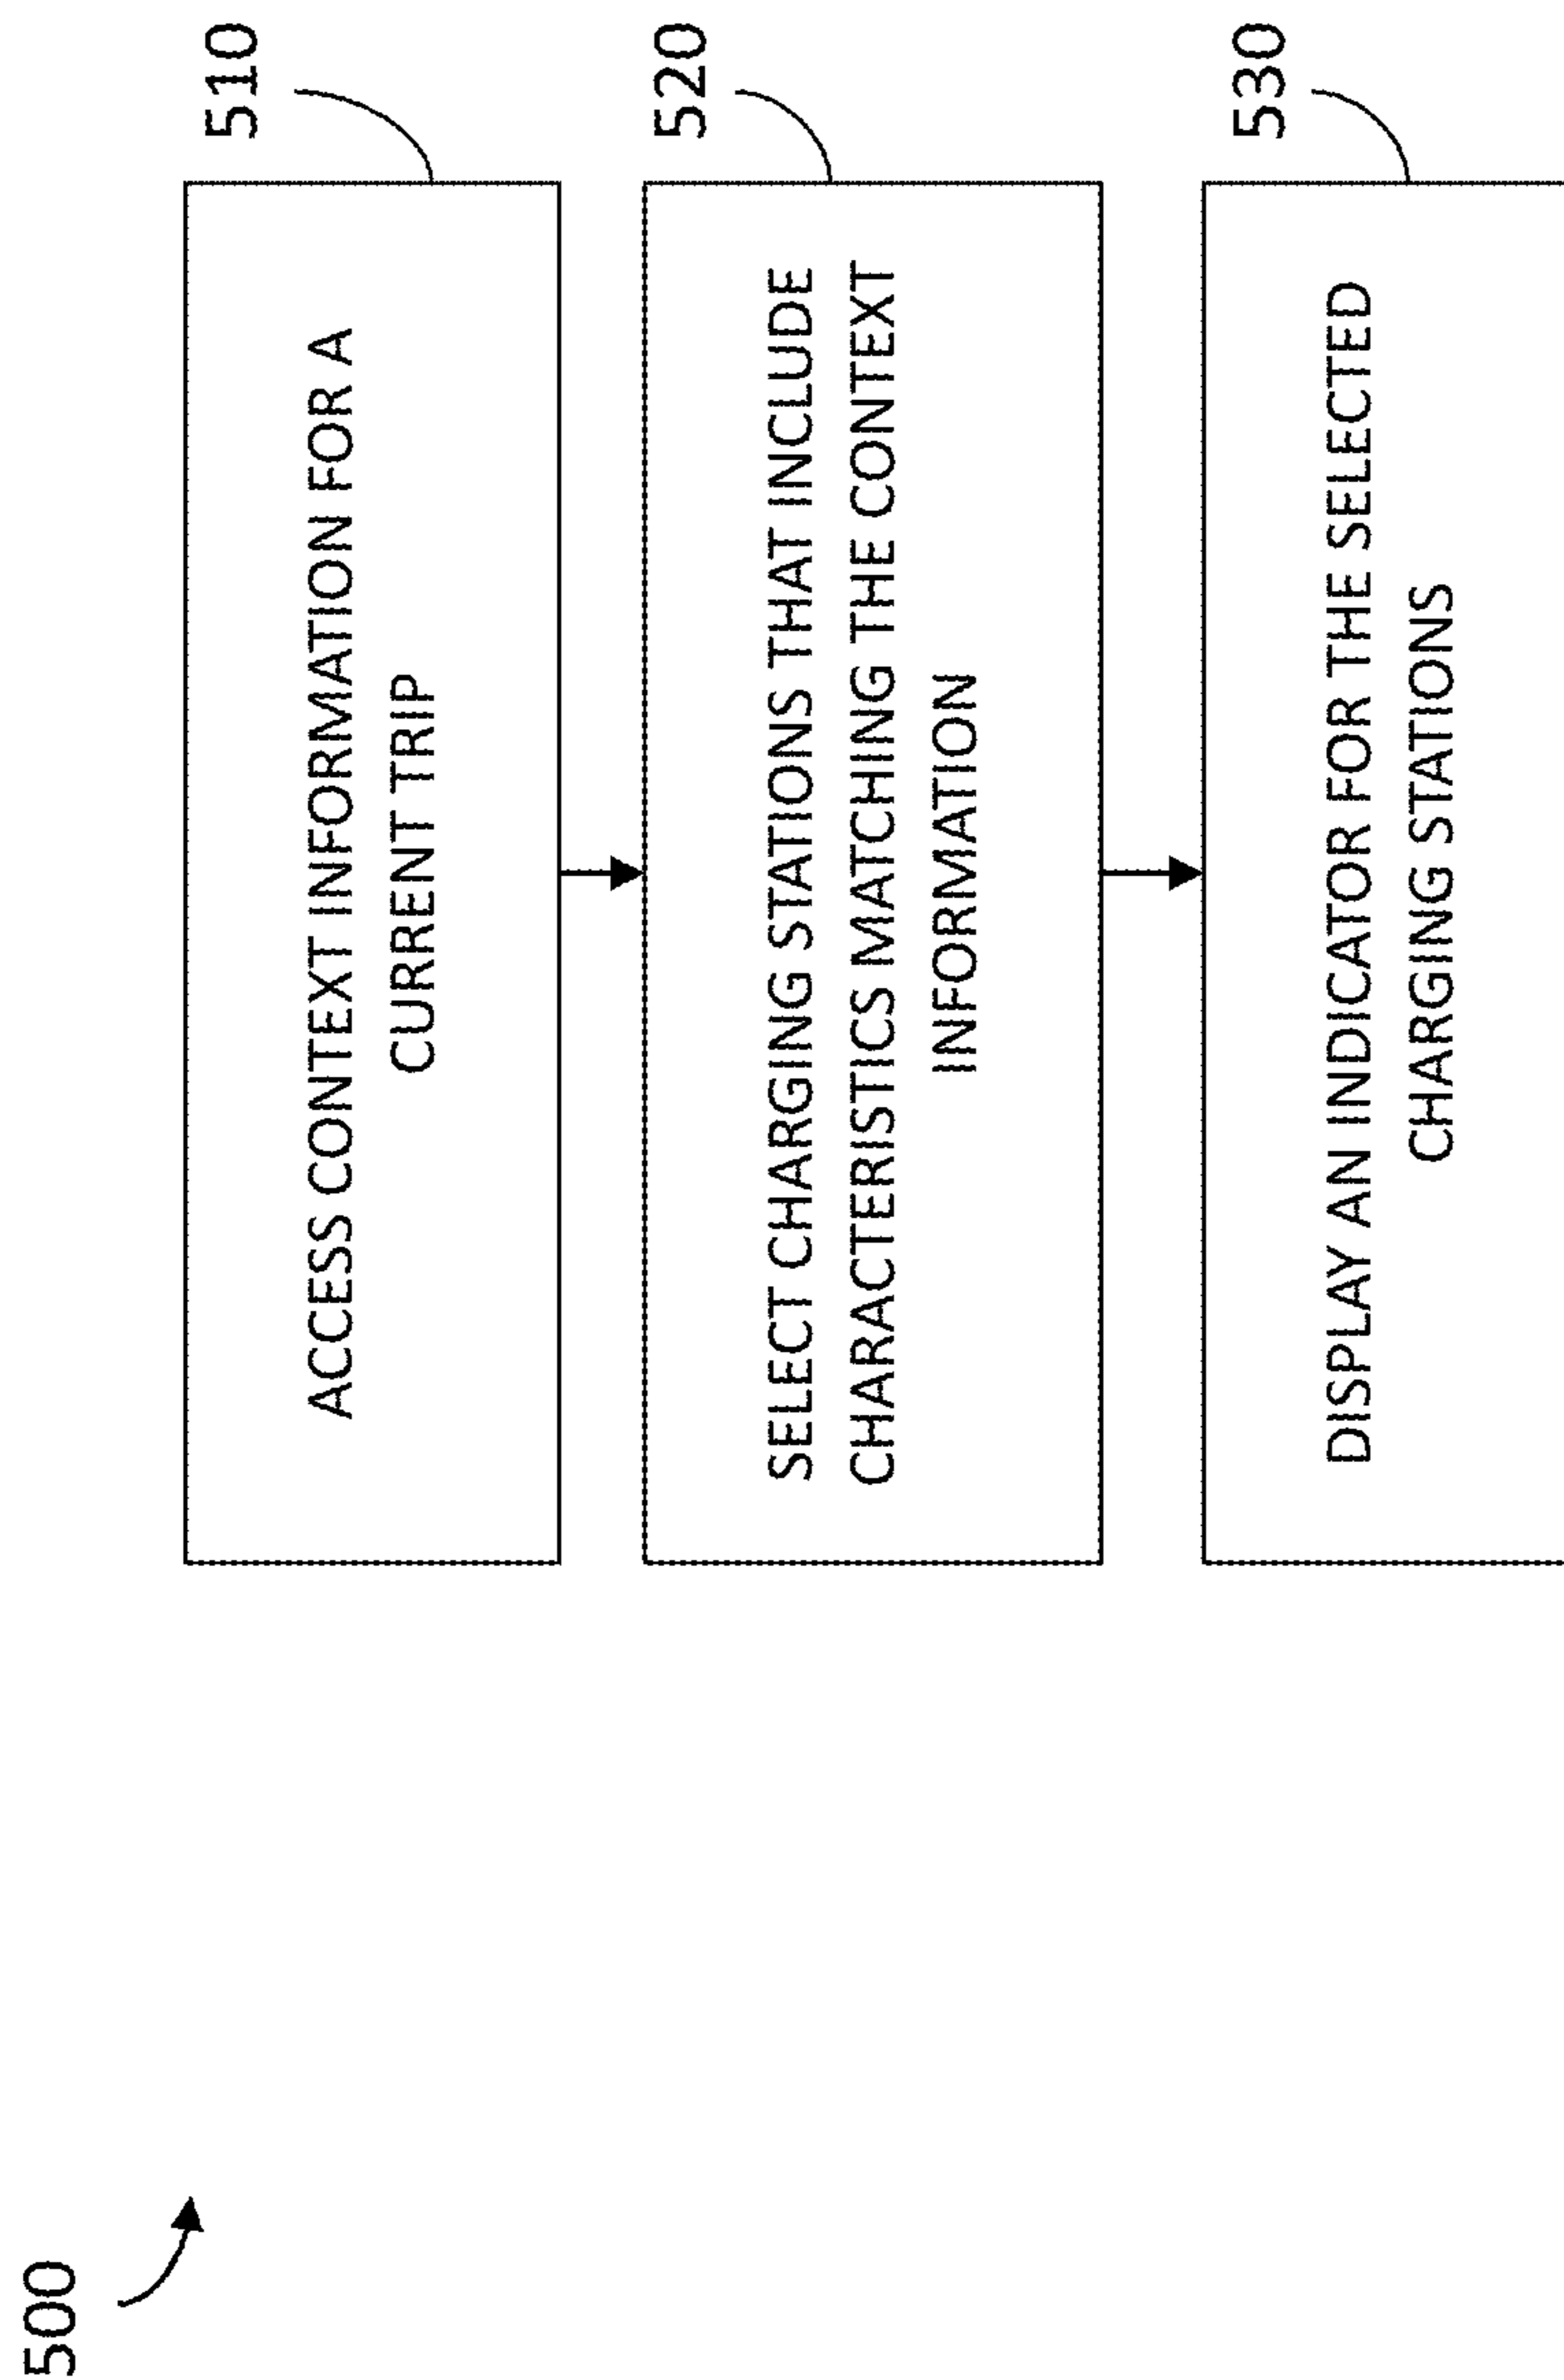 500
510
ACCESS CONTEXT INFORMATION FOR A
CURRENT TRIP
520
SELECT CHARGING STATIONS THAT INCLUDE
CHARACTERISTICS MATCHING THE CONTEXT
INFORMATION
530
DISPLAY AN INDICATOR FOR THE SELECTED
CHARGING STATIONS